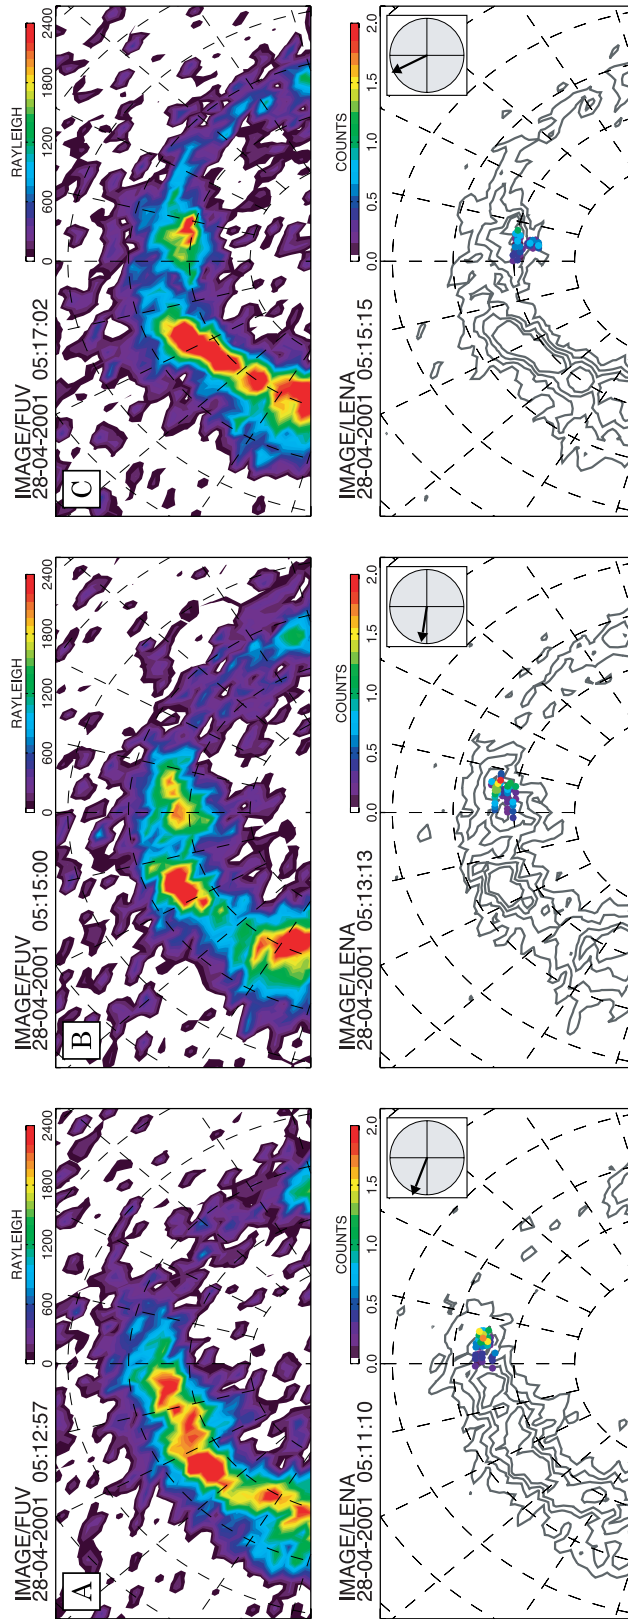 A
IMAGE/FUV
28-04-2001 05:12:57
RAYLEIGH
0 600 1200 1800 2400
B
IMAGE/FUV
28-04-2001 05:15:00
RAYLEIGH
0 600 1200 1800 2400
C
IMAGE/FUV
28-04-2001 05:17:02
RAYLEIGH
0 600 1200 1800 2400
IMAGE/LENA
28-04-2001 05:11:10
COUNTS
0.0 0.5 1.0 1.5 2.0
IMAGE/LENA
28-04-2001 05:13:13
COUNTS
0.0 0.5 1.0 1.5 2.0
IMAGE/LENA
28-04-2001 05:15:15
COUNTS
0.0 0.5 1.0 1.5 2.0